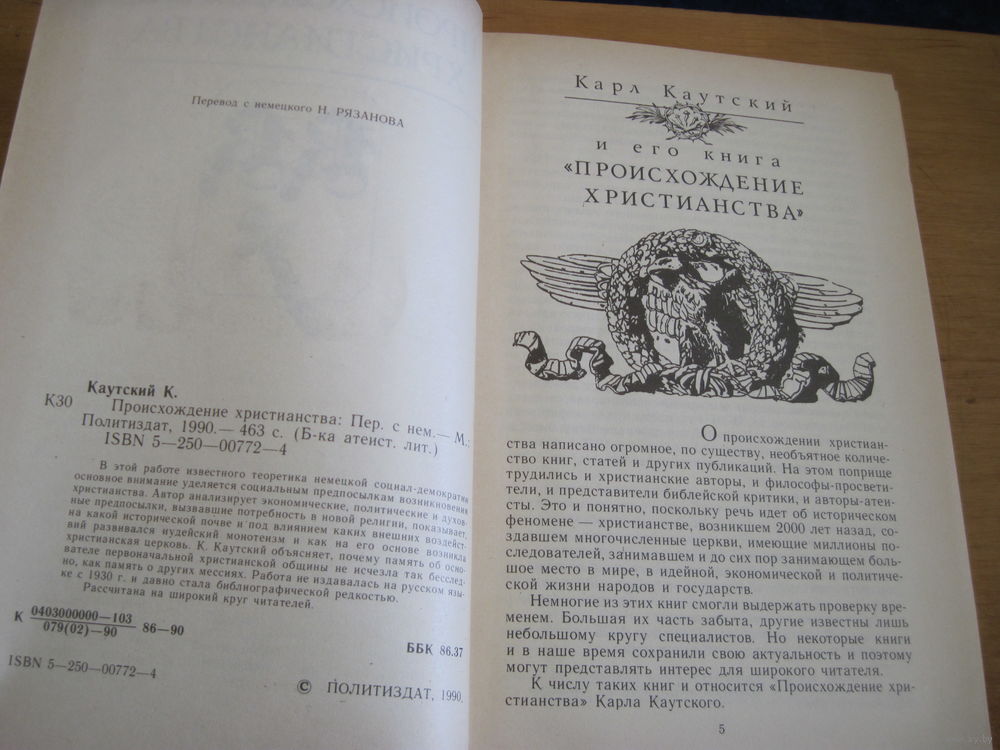 Перевод с немецкого Н. РЯЗАНОВА
Каутский К.
К30 Происхождение христианства: Пер. с нем.— М.:
Политиздат, 1990.— 463 с. (Б-ка атеист. лит.)
ISBN 5—250—00772—4
В этой работе известного теоретика немецкой социал-демократии
основное внимание уделяется социальным предпосылкам возникновения
христианства. Автор анализирует экономические, политические и духов-
ные предпосылки, вызвавшие потребность в новой религии, показывает,
на какой исторической почве и под влиянием каких внешних воздейст-
вий развивался иудейский монотеизм и как на его основе возникла
христианская церковь. К. Каутский объясняет, почему память об осно-
вателе первоначальной христианской общины не исчезла так бесслед-
но, как память о других мессиях. Работа не издавалась на русском язы-
ке с 1930 г. и давно стала библиографической редкостью.
Рассчитана на широкий круг читателей.
К 0403000000—103 86—90
079(02)—90
ББК 86.37
ISBN 5—250—00772—4
© ПОЛИТИЗДАТ, 1990.
Карл Каутский
и его книга
«ПРОИСХОЖДЕНИЕ
ХРИСТИАНСТВА»
О происхождении христиан-
ства написано огромное, по существу, необъятное количе-
ство книг, статей и других публикаций. На этом поприще
трудились и христианские авторы, и философы-просвети-
тели, и представители библейской критики, и авторы-атеи-
сты. Это и понятно, поскольку речь идет об историческом
феномене — христианстве, возникшем 2000 лет назад, со-
здавшем многочисленные церкви, имеющие миллионы по-
следователей, занимавшем и до сих пор занимающем боль-
шое место в мире, в идейной, экономической и политиче-
ской жизни народов и государств.
Немногие из этих книг смогли выдержать проверку вре-
менем. Большая их часть забыта, другие известны лишь
небольшому кругу специалистов. Но некоторые книги
и в наше время сохранили свою актуальность и поэтому
могут представлять интерес для широкого читателя.
К числу таких книг и относится «Происхождение хри-
стианства» Карла Каутского.
5